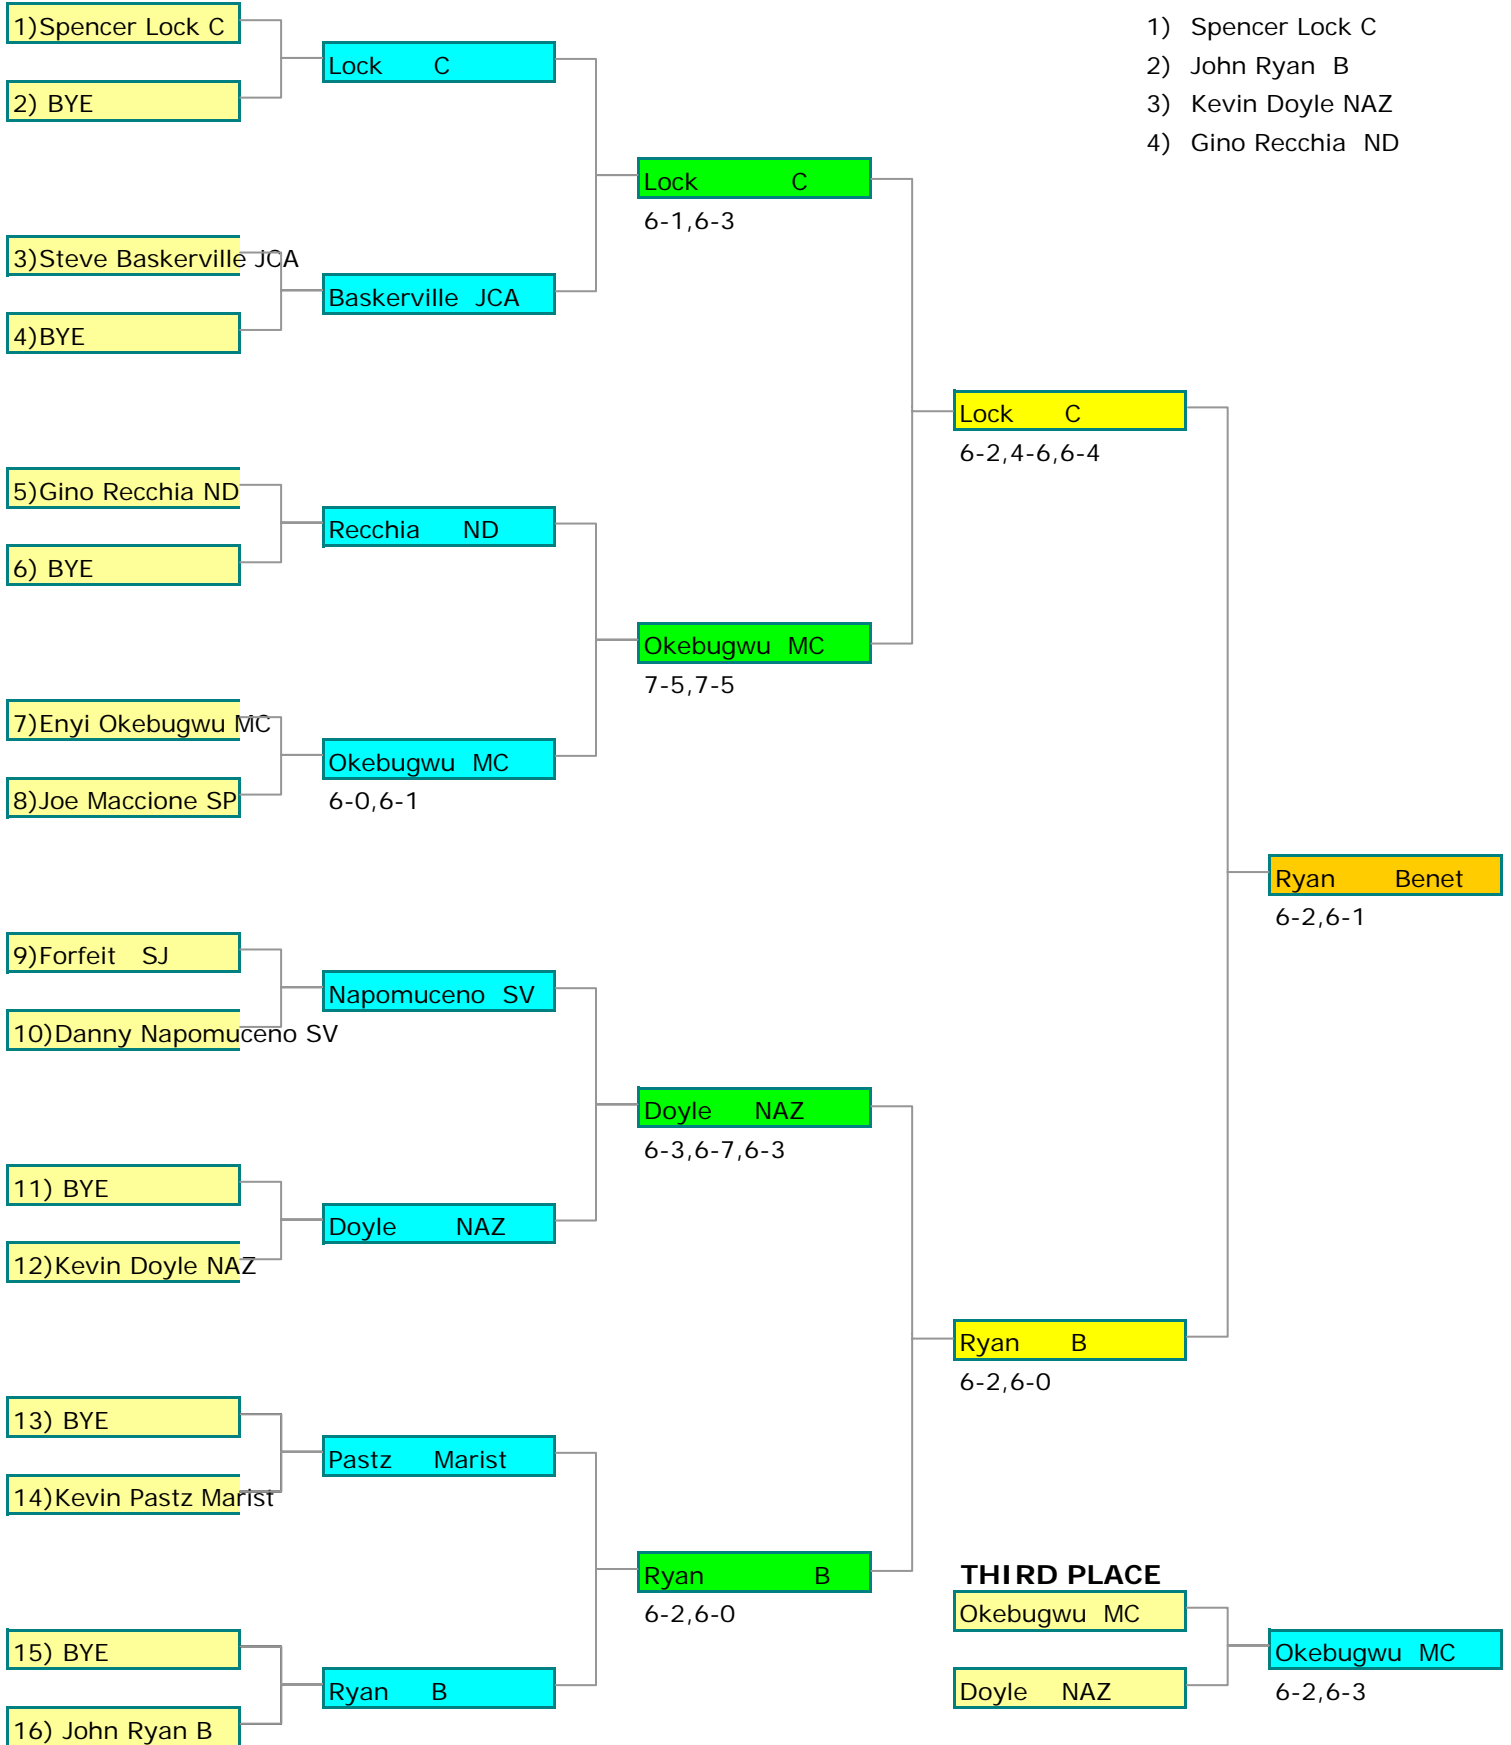 1)Spencer Lock C
1) Spencer Lock C
Lock C
2) John Ryan B
2) BYE
3) Kevin Doyle NAZ
4) Gino Recchia ND
Lock C
6-1,6-3
3)Steve Baskerville JCA
Baskerville JCA
4)BYE
Lock C
6-2,4-6,6-4
5)Gino Recchia ND
Recchia ND
6) BYE
Okebugwu MC
7-5,7-5
7)Enyi Okebugwu MC
Okebugwu MC
8)Joe Maccione SP
6-0,6-1
Ryan Benet
6-2,6-1
9)Forfeit SJ
Napomuceno SV
10)Danny Napomuceno SV
Doyle NAZ
6-3,6-7,6-3
11) BYE
Doyle NAZ
12)Kevin Doyle NAZ
Ryan B
6-2,6-0
13) BYE
Pastz Marist
14)Kevin Pastz Marist
Ryan B
6-2,6-0
THIRD PLACE
Okebugwu MC
15) BYE
Okebugwu MC
Ryan B
Doyle NAZ
6-2,6-3
16) John Ryan B